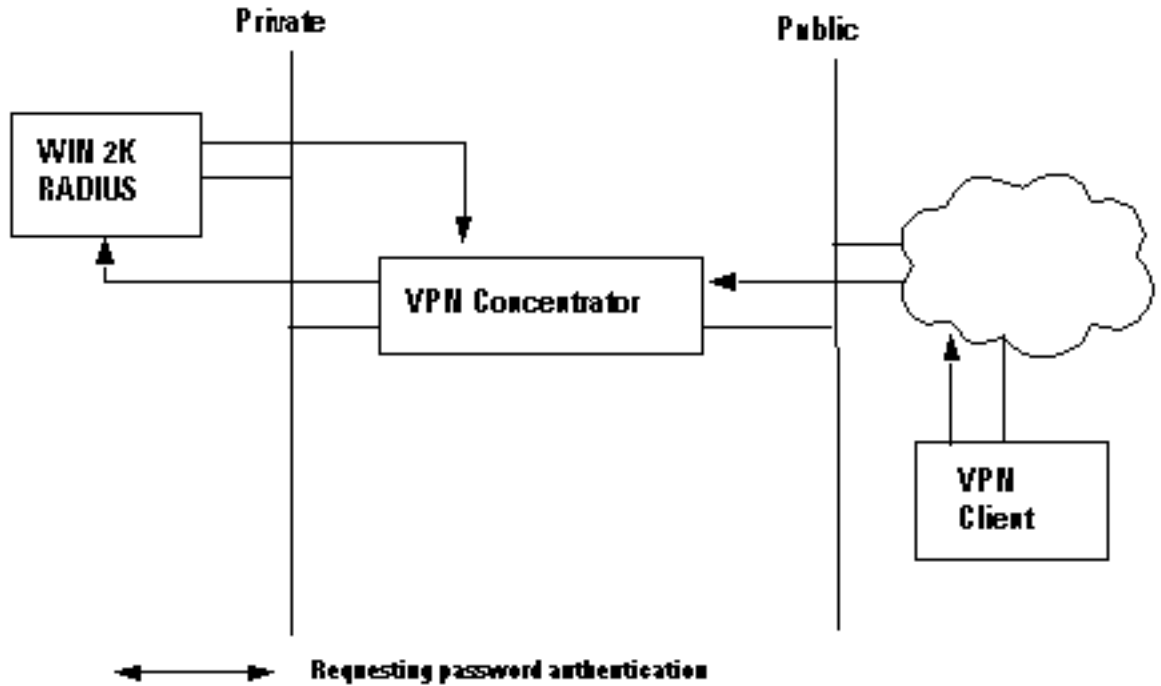 Private
Public
WIN 2K
RADIUS
VPN Concentrator
VPN
Client
Requesting password authentication